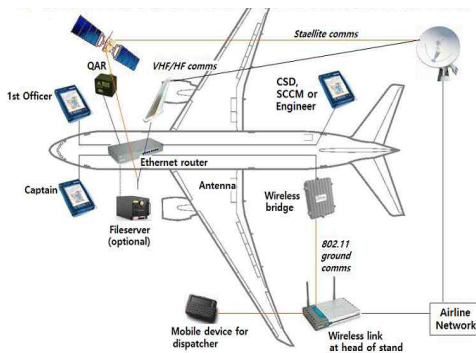 Staellite comms
QAR
VHF/HF comms
CSD,
SCCM or
Engineer
1st Officer
Ethernet router
Captain
Antenna
Wireless
bridge
Fileserver
(optional)
802.11
ground
comms
Mobile device for
dispatcher
Wireless link
at head of stand
Airline
Network